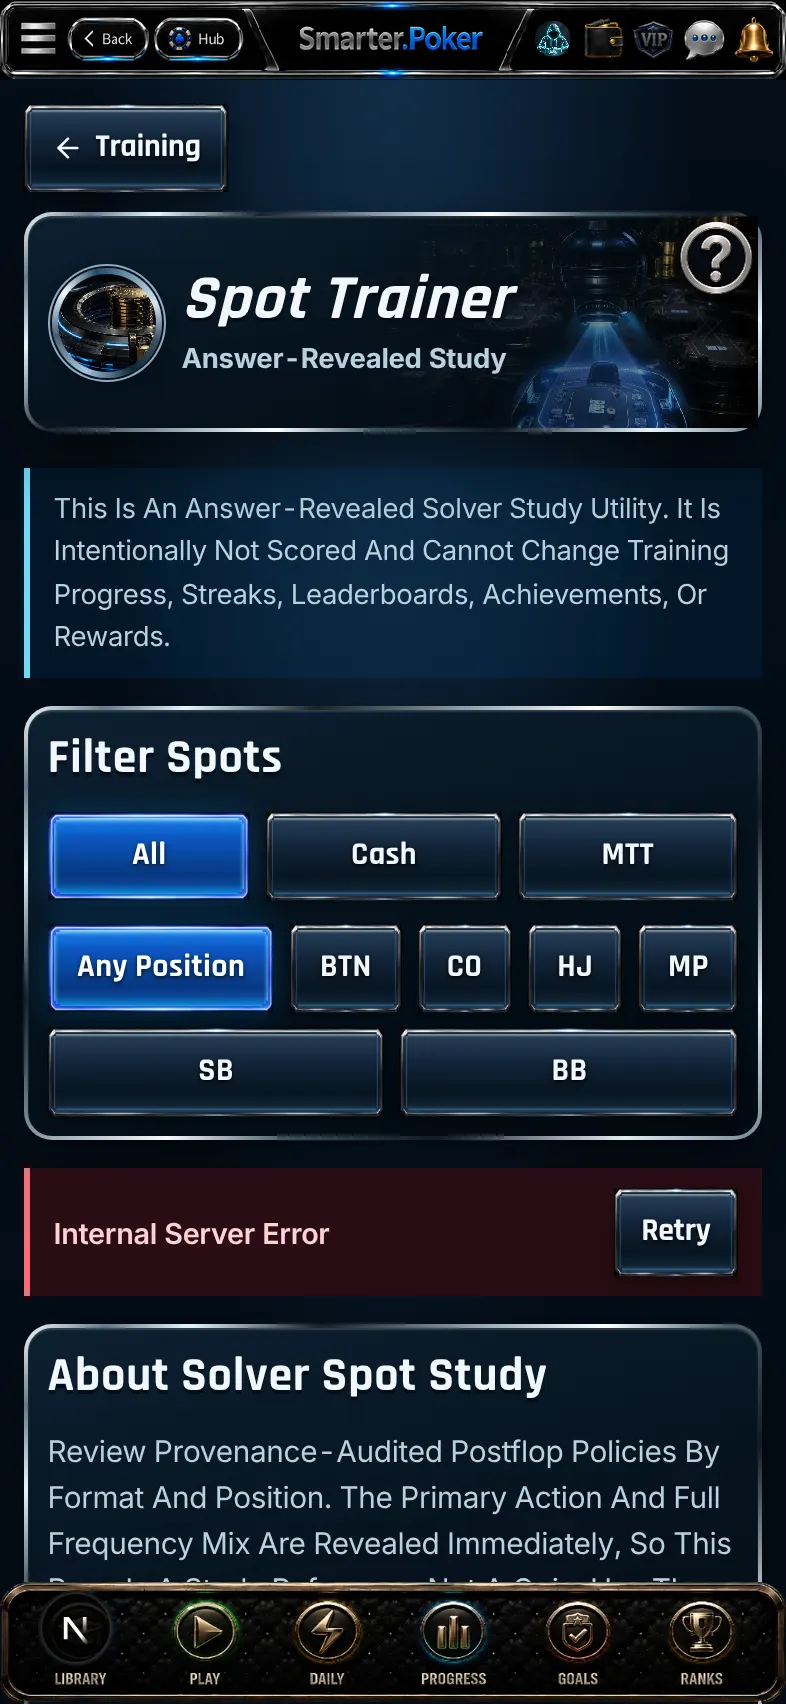 Back
Hub
Smarter.Poker
VIP
← Training
Spot Trainer
Answer-Revealed Study
?
This Is An Answer-Revealed Solver Study Utility. It Is
Intentionally Not Scored And Cannot Change Training
Progress, Streaks, Leaderboards, Achievements, Or
Rewards.
Filter Spots
All
Cash
MTT
Any Position
BTN
CO
HJ
MP
SB
BB
Internal Server Error
Retry
About Solver Spot Study
Review Provenance-Audited Postflop Policies By
Format And Position. The Primary Action And Full
Frequency Mix Are Revealed Immediately, So This
N
LIBRARY
PLAY
DAILY
PROGRESS
GOALS
RANKS